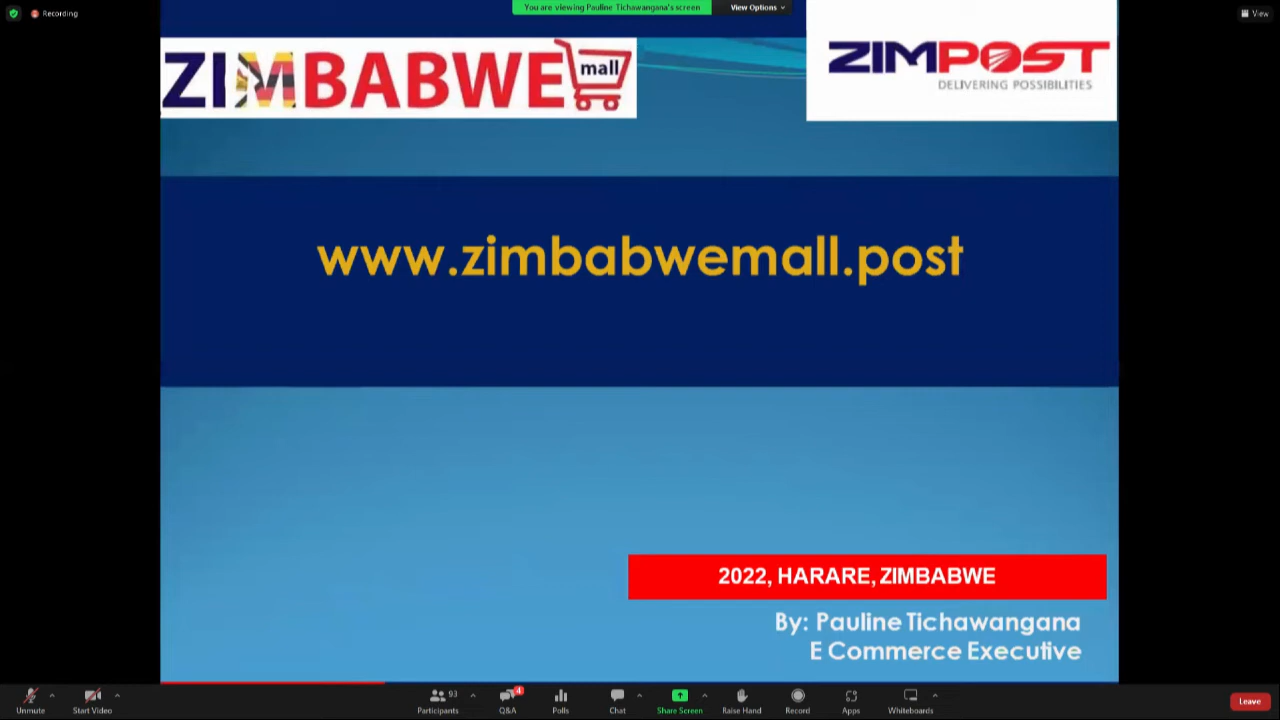 Recording
You are viewing Pauline Tichawangana's screen
View Options
View
ZIMBABWE mall
ZIMPOST
DELIVERING POSSIBILITIES
www.zimbabwemall.post
2022, HARARE, ZIMBABWE
By: Pauline Tichawangana
E Commerce Executive
Unmute
Start Video
93
Participants
4
Q&A
Polls
Chat
Share Screen
Raise Hand
Record
Apps
Whiteboards
Leave